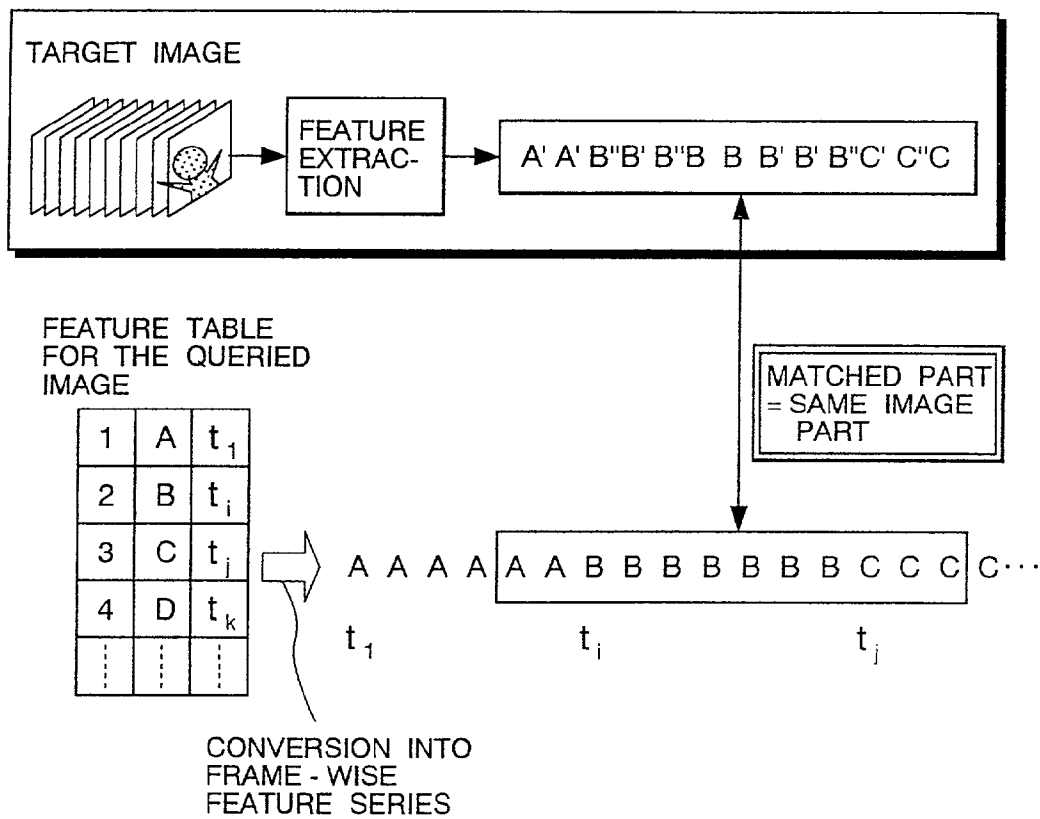 TARGET IMAGE
FEATURE
EXTRAC-
TION
A' A' B"B' B"B B B' B' B"C' C"C
FEATURE TABLE
FOR THE QUERIED
IMAGE
1 A t1
2 B ti
3 C tj
4 D tk
MATCHED PART
= SAME IMAGE
PART
A A A A A A B B B B B B B C C C C···
t1 ti tj
CONVERSION INTO
FRAME - WISE
FEATURE SERIES